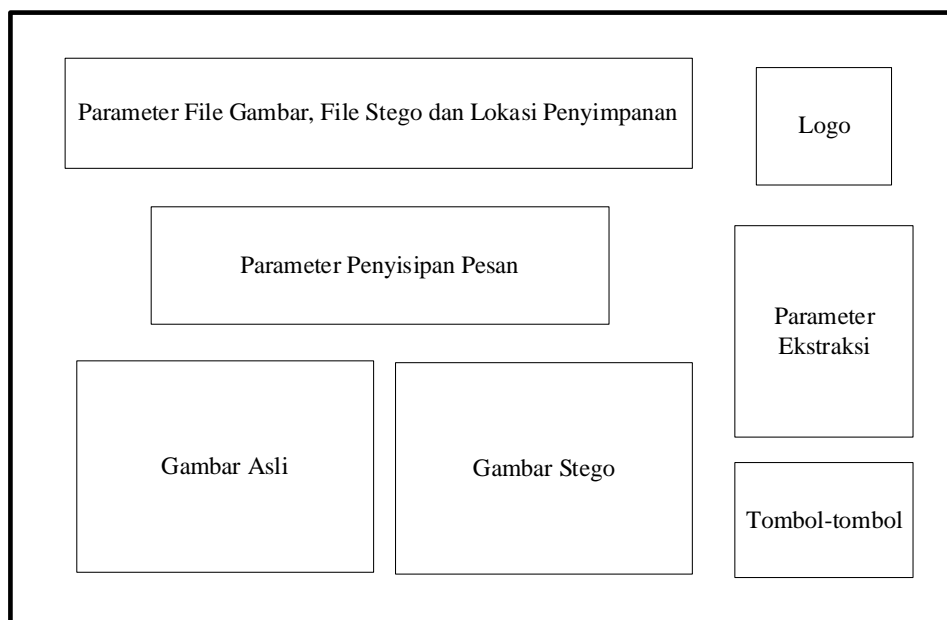 Parameter File Gambar, File Stego dan Lokasi Penyimpanan
Logo
Parameter Penyisipan Pesan
Parameter
Ekstraksi
Gambar Asli
Gambar Stego
Tombol-tombol